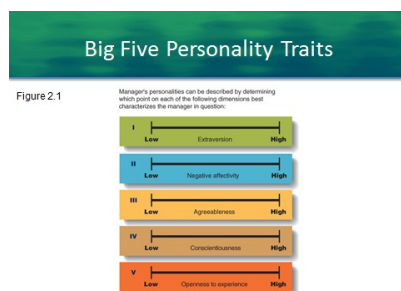 Big Five Personality Traits
Figure 2.1
Manager's personalities can be described by determining
which point on each of the following dimensions best
characterizes the manager in question:
I
Low Extraversion High
II
Low Negative affectivity High
III
Low Agreeableness High
IV
Low Conscientiousness High
V
Low Openness to experience High